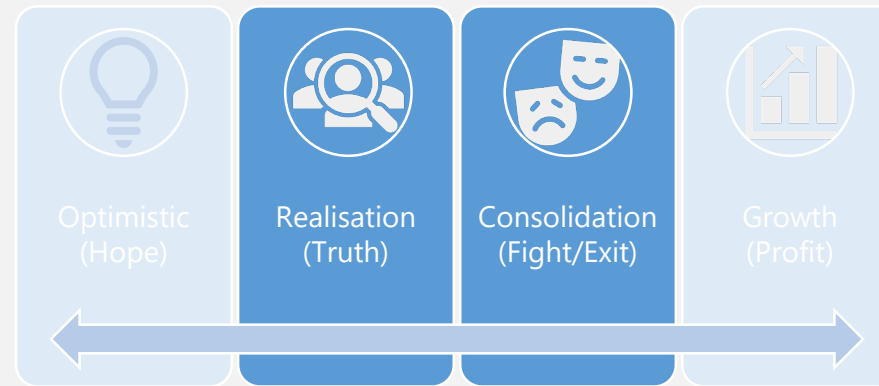 Optimistic
(Hope)
Realisation
(Truth)
Consolidation
(Fight/Exit)
Growth
(Profit)